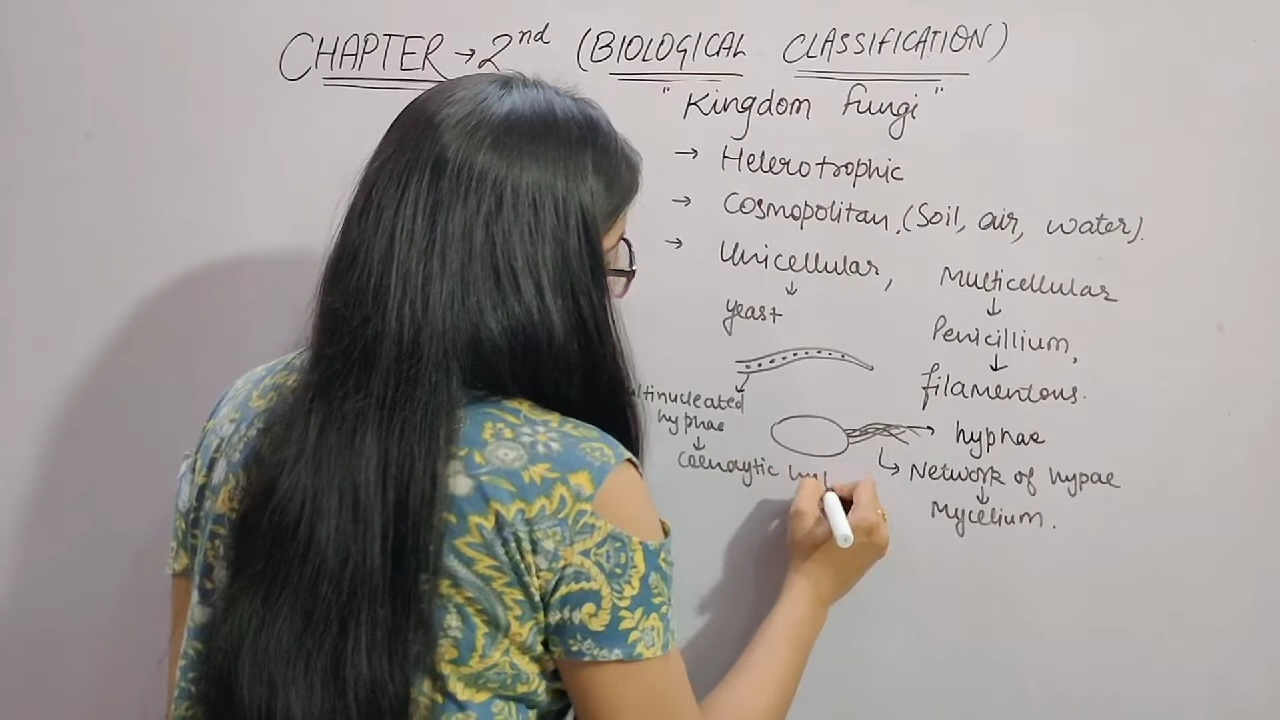 CHAPTER → 2nd (BIOLOGICAL CLASSIFICATION)
"Kingdom fungi"
→ Heterotrophic
→ Cosmopolitan, (Soil, air, water).
→ Unicellular, Multicellular
↓ ↓
yeast Penicillium,
↓
filamentous.
hyphae
hyphae
↓
Coenoytic
↳ Network of hypae
↓
Mycelium.